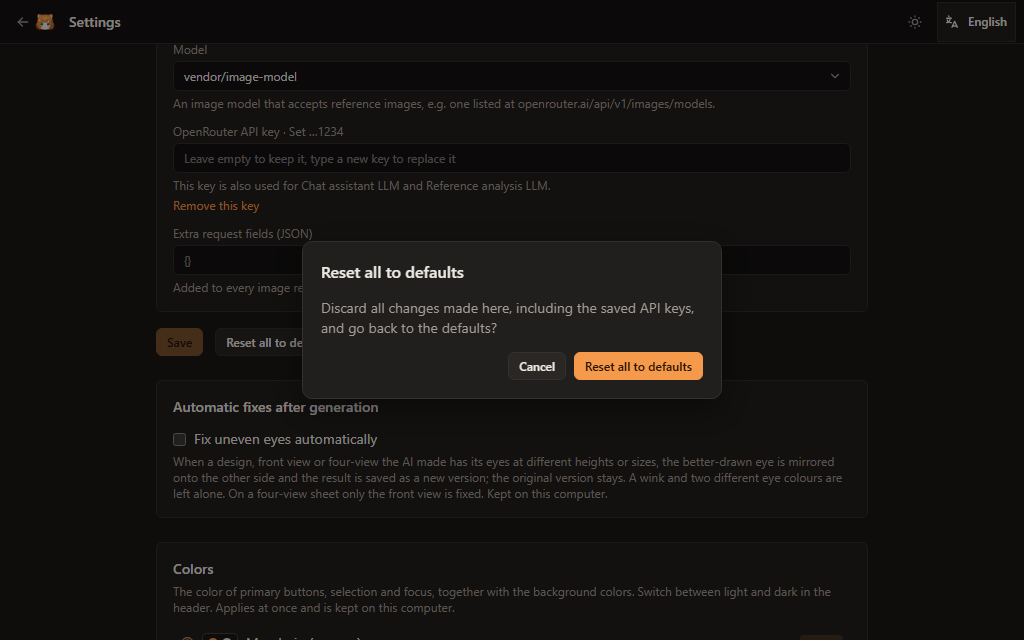 Settings
English
Model
vendor/image-model
An image model that accepts reference images, e.g. one listed at openrouter.ai/api/v1/images/models.
OpenRouter API key · Set ...1234
Leave empty to keep it, type a new key to replace it
This key is also used for Chat assistant LLM and Reference analysis LLM.
Remove this key
Extra request fields (JSON)
{}
Added to every image re
Save
Reset all to de
Reset all to defaults
Discard all changes made here, including the saved API keys,
and go back to the defaults?
Cancel
Reset all to defaults
Automatic fixes after generation
Fix uneven eyes automatically
When a design, front view or four-view the AI made has its eyes at different heights or sizes, the better-drawn eye is mirrored
onto the other side and the result is saved as a new version; the original version stays. A wink and two different eye colours are
left alone. On a four-view sheet only the front view is fixed. Kept on this computer.
Colors
The color of primary buttons, selection and focus, together with the background colors. Switch between light and dark in the
header. Applies at once and is kept on this computer.